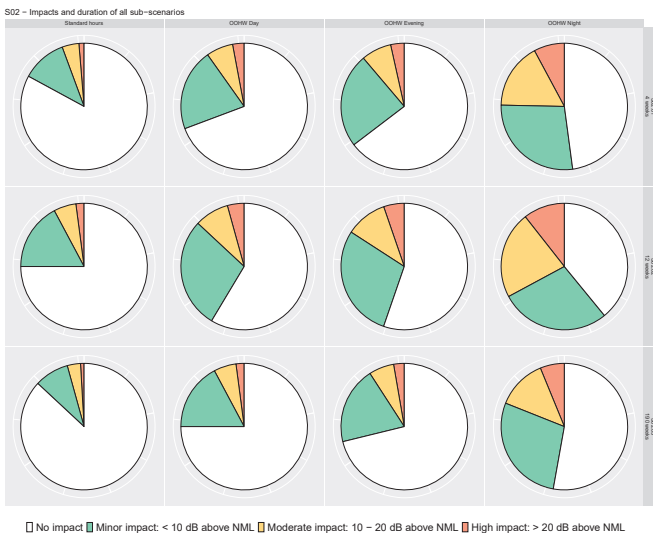 S02 − Impacts and duration of all sub−scenarios
Standard hours
OOHW Day
OOHW Evening
OOHW Night
4 weeks
12 weeks
190 weeks
No impact
Minor impact: < 10 dB above NML
Moderate impact: 10 − 20 dB above NML
High impact: > 20 dB above NML